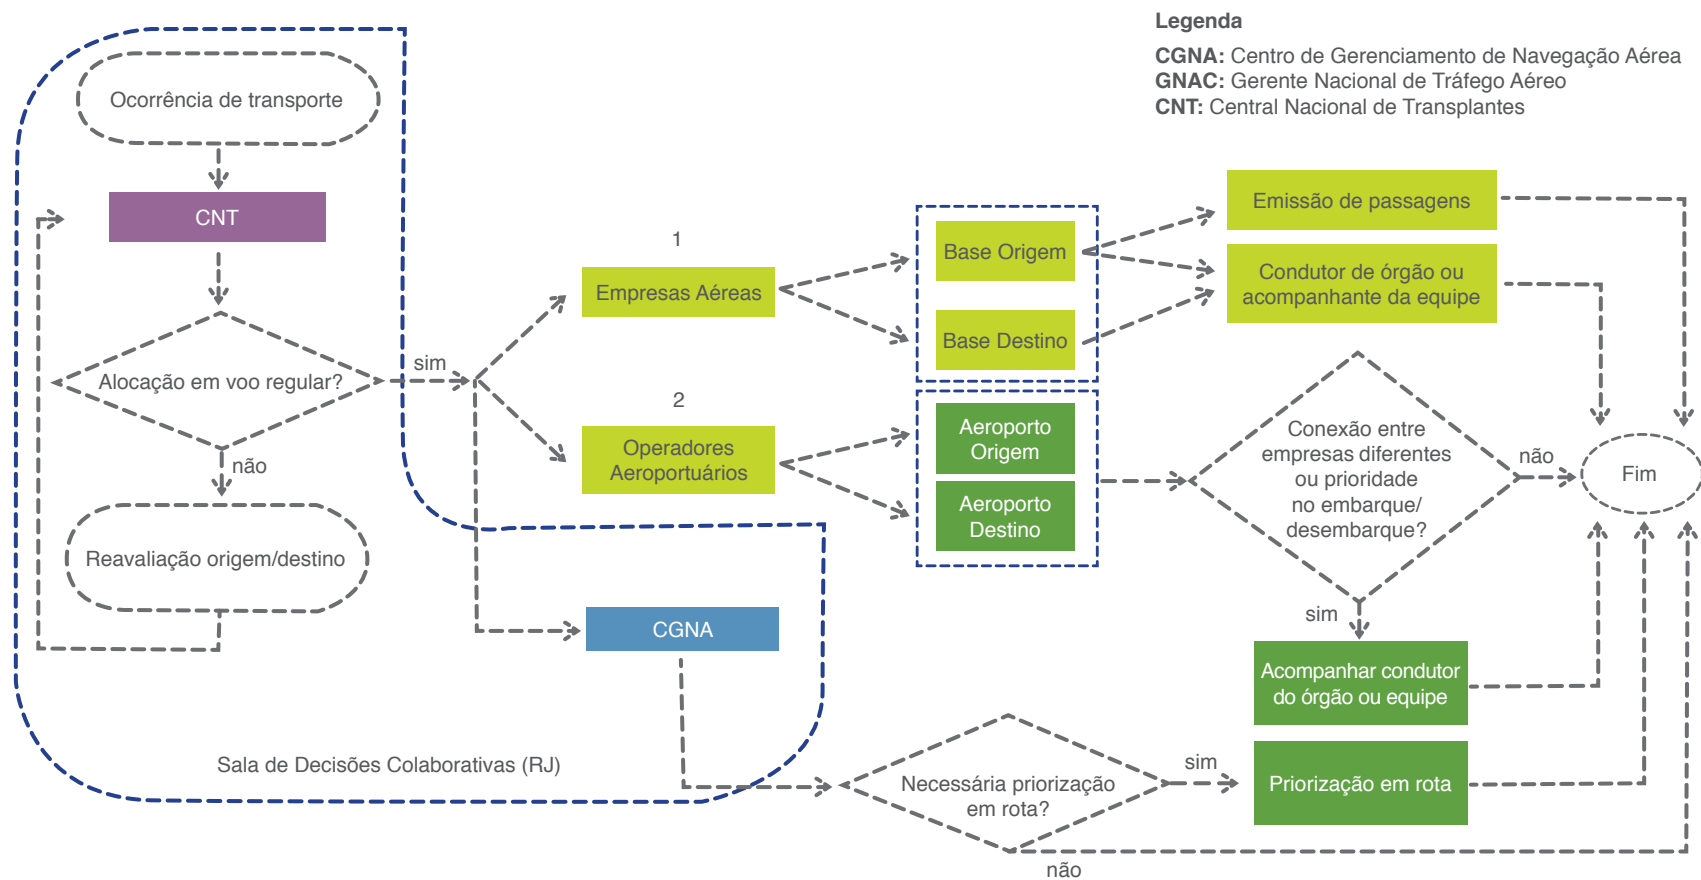 Legenda
CGNA: Centro de Gerenciamento de Navegação Aérea
GNAC: Gerente Nacional de Tráfego Aéreo
CNT: Central Nacional de Transplantes
Ocorrência de transporte
CNT
Alocação em voo regular?
sim
não
Reavaliação origem/destino
Sala de Decisões Colaborativas (RJ)
1
Empresas Aéreas
2
Operadores
Aeroportuários
CGNA
Base Origem
Base Destino
Aeroporto
Origem
Aeroporto
Destino
Emissão de passagens
Condutor de órgão ou
acompanhante da equipe
Conexão entre
empresas diferentes
ou prioridade
no embarque/
desembarque?
não
Fim
sim
Acompanhar condutor
do órgão ou equipe
Necessária priorização
em rota?
sim
Priorização em rota
não